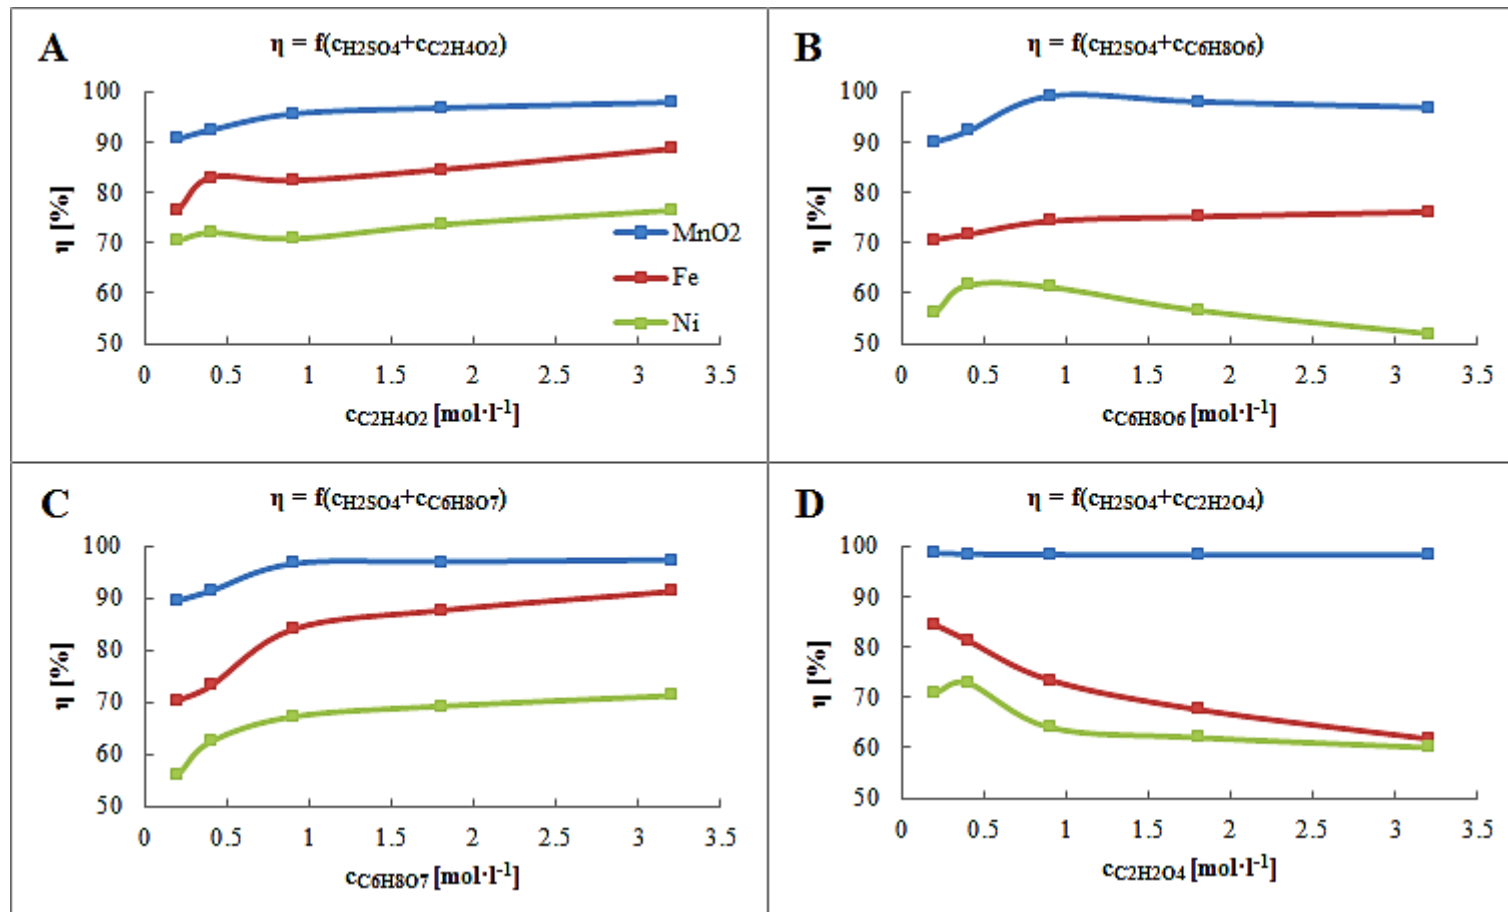 A
η = f(cH2SO4+cC2H4O2)
100
90
80
70
60
50
η [%]
MnO2
Fe
Ni
0 0.5 1 1.5 2 2.5 3 3.5
cC2H4O2 [mol·l-1]
B
η = f(cH2SO4+cC6H8O6)
100
90
80
70
60
50
η [%]
0 0.5 1 1.5 2 2.5 3 3.5
cC6H8O6 [mol·l-1]
C
η = f(cH2SO4+cC6H8O7)
100
90
80
70
60
50
η [%]
0 0.5 1 1.5 2 2.5 3 3.5
cC6H8O7 [mol·l-1]
D
η = f(cH2SO4+cC2H2O4)
100
90
80
70
60
50
η [%]
0 0.5 1 1.5 2 2.5 3 3.5
cC2H2O4 [mol·l-1]